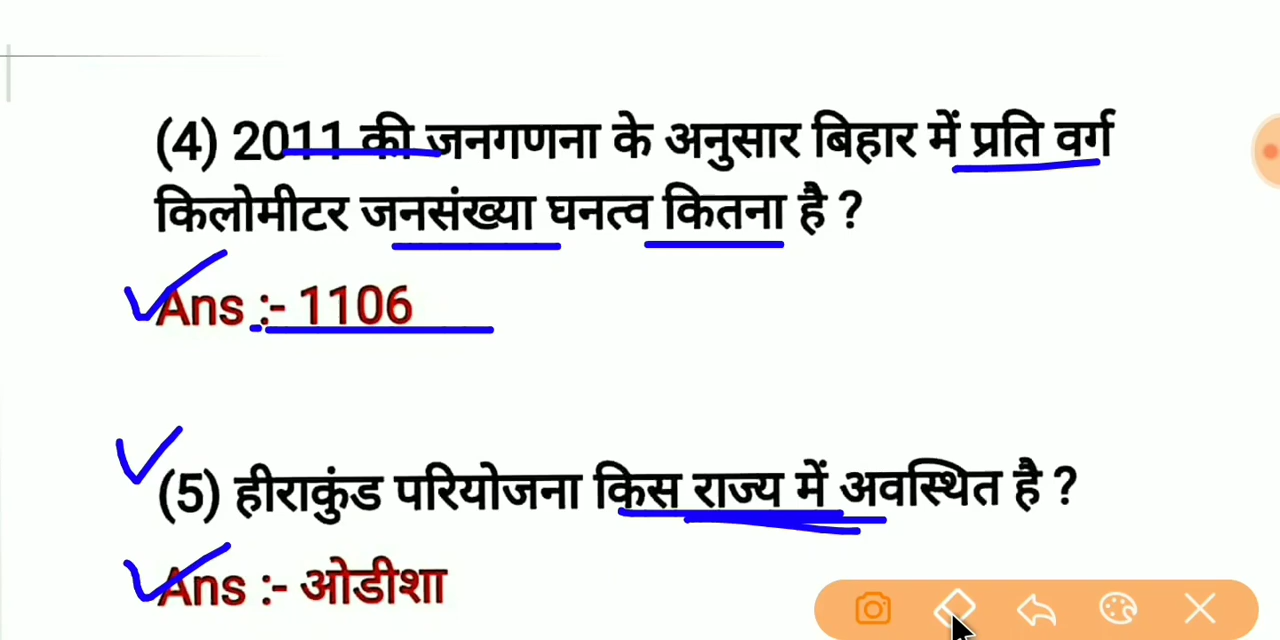 (4) 2011 की जनगणना के अनुसार बिहार में प्रति वर्ग
किलोमीटर जनसंख्या घनत्व कितना है ?
Ans :- 1106
(5) हीराकुंड परियोजना किस राज्य में अवस्थित है ?
Ans :- ओडीशा